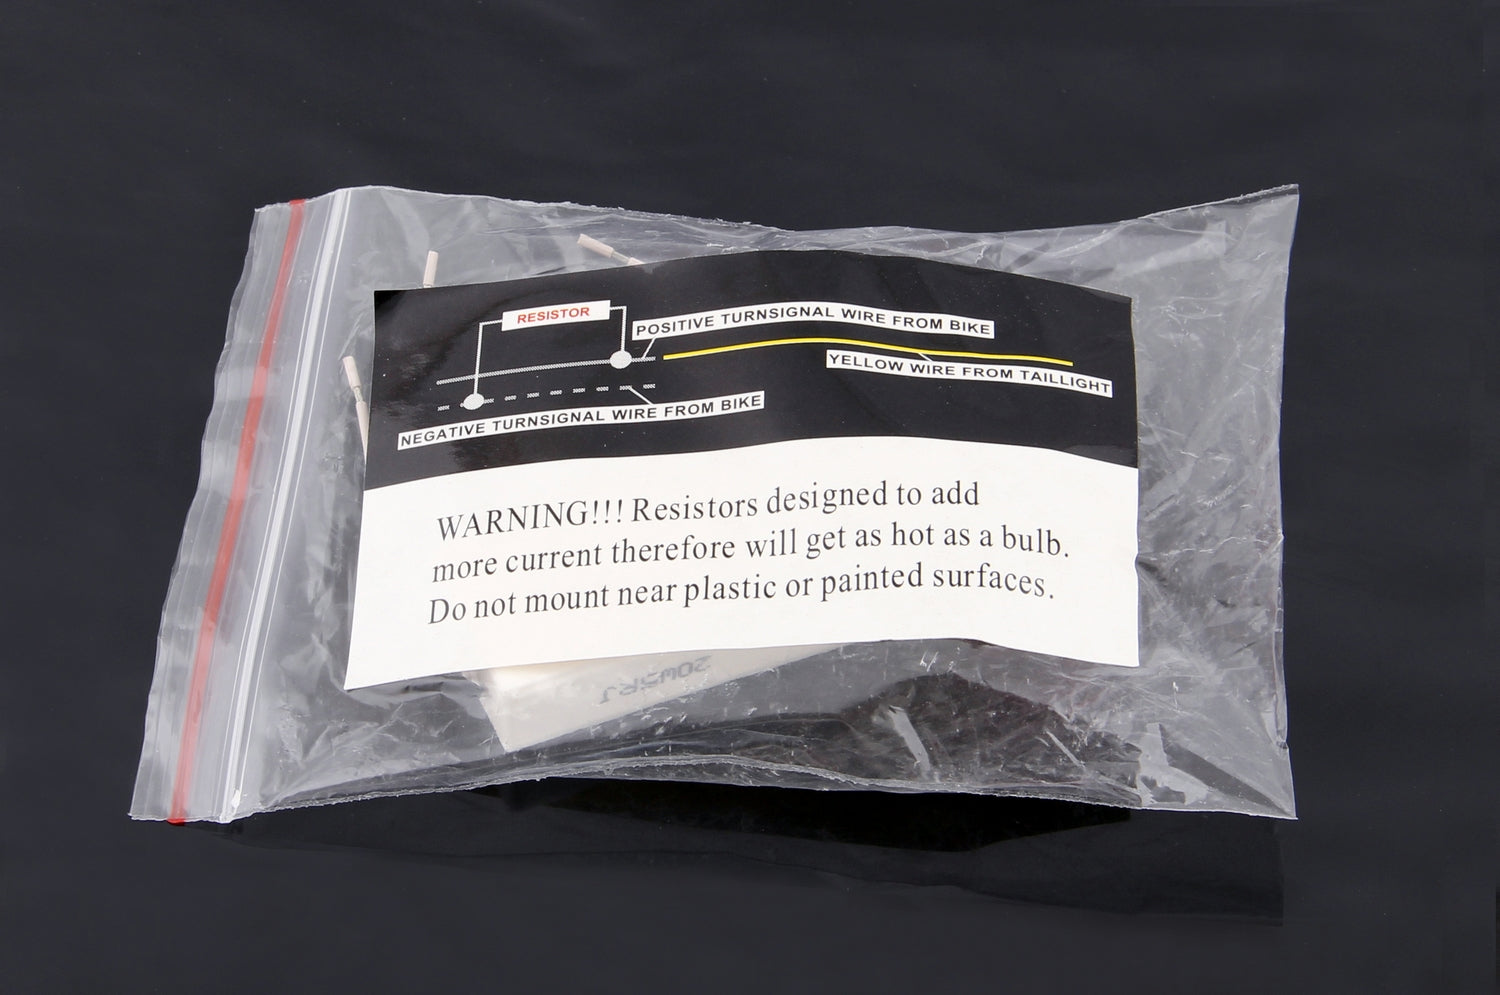 RESISTOR
POSITIVE TURNSIGNAL WIRE FROM BIKE
YELLOW WIRE FROM TAILLIGHT
NEGATIVE TURNSIGNAL WIRE FROM BIKE
WARNING!!! Resistors designed to add
more current therefore will get as hot as a bulb.
Do not mount near plastic or painted surfaces.